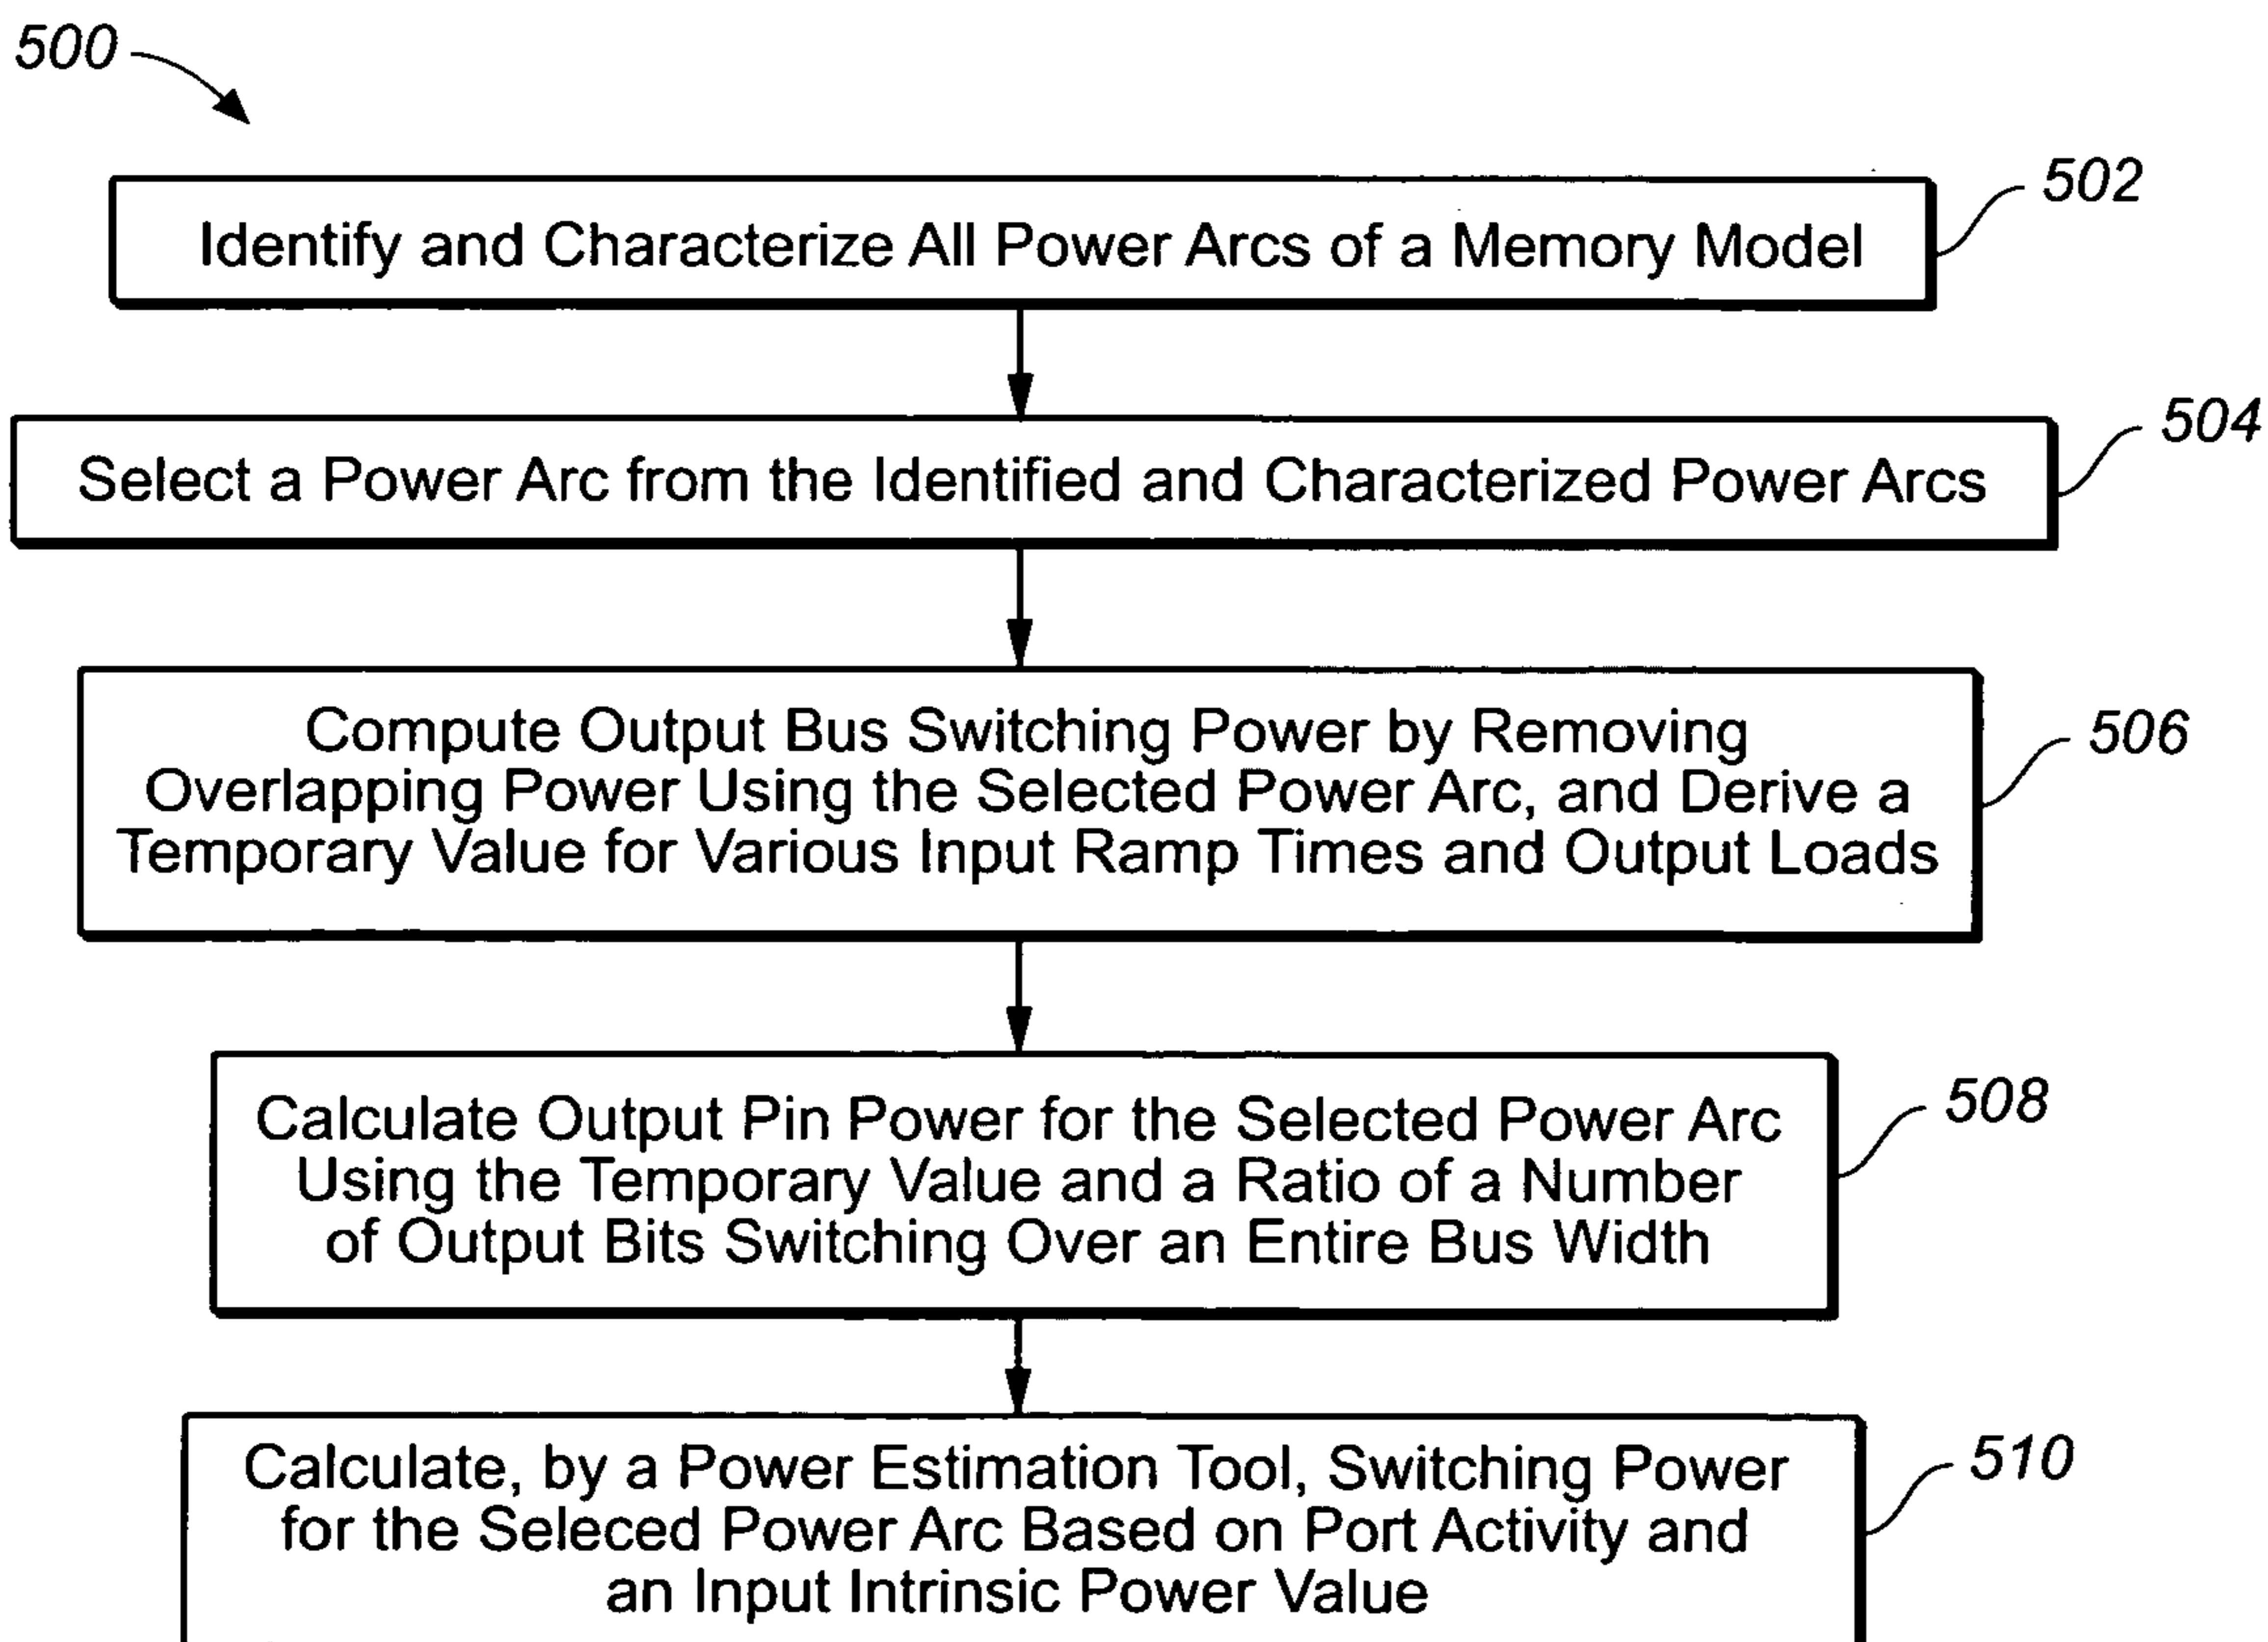 500
502
Identify and Characterize All Power Arcs of a Memory Model
504
Select a Power Arc from the Identified and Characterized Power Arcs
506
Compute Output Bus Switching Power by Removing
Overlapping Power Using the Selected Power Arc, and Derive a
Temporary Value for Various Input Ramp Times and Output Loads
508
Calculate Output Pin Power for the Selected Power Arc
Using the Temporary Value and a Ratio of a Number
of Output Bits Switching Over an Entire Bus Width
510
Calculate, by a Power Estimation Tool, Switching Power
for the Seleced Power Arc Based on Port Activity and
an Input Intrinsic Power Value